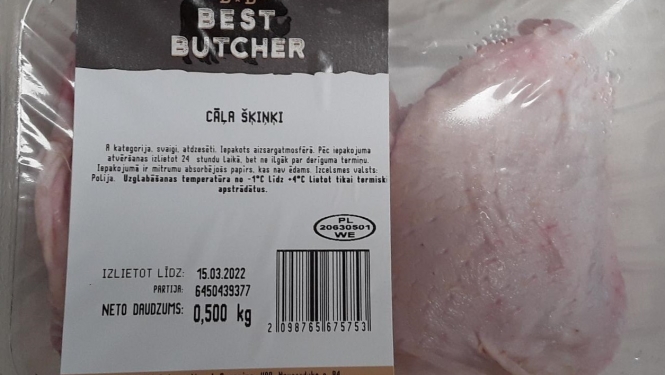 BEST
BUTCHER
CĀĻA ŠĶIŅĶI
A kategorija, svaigi, atdzesēti. Iepakots aizsargatmosfērā. Pēc iepakojuma
atvēršanas izlietot 24 stundu laikā, bet ne ilgāk par derīguma termiņu.
Iepakojumā ir mitrumu absorbējošs papīrs, kas nav ēdams. Izcelsmes valsts:
Polija. Uzglabāšanas temperatūra no -1°C līdz +4°C Lietot tikai termiski
apstrādātus.
PL
20630501
WE
IZLIETOT LĪDZ: 15.03.2022
PARTIJA: 6450439377
NETO DAUDZUMS: 0,500 kg
2 098765 675753